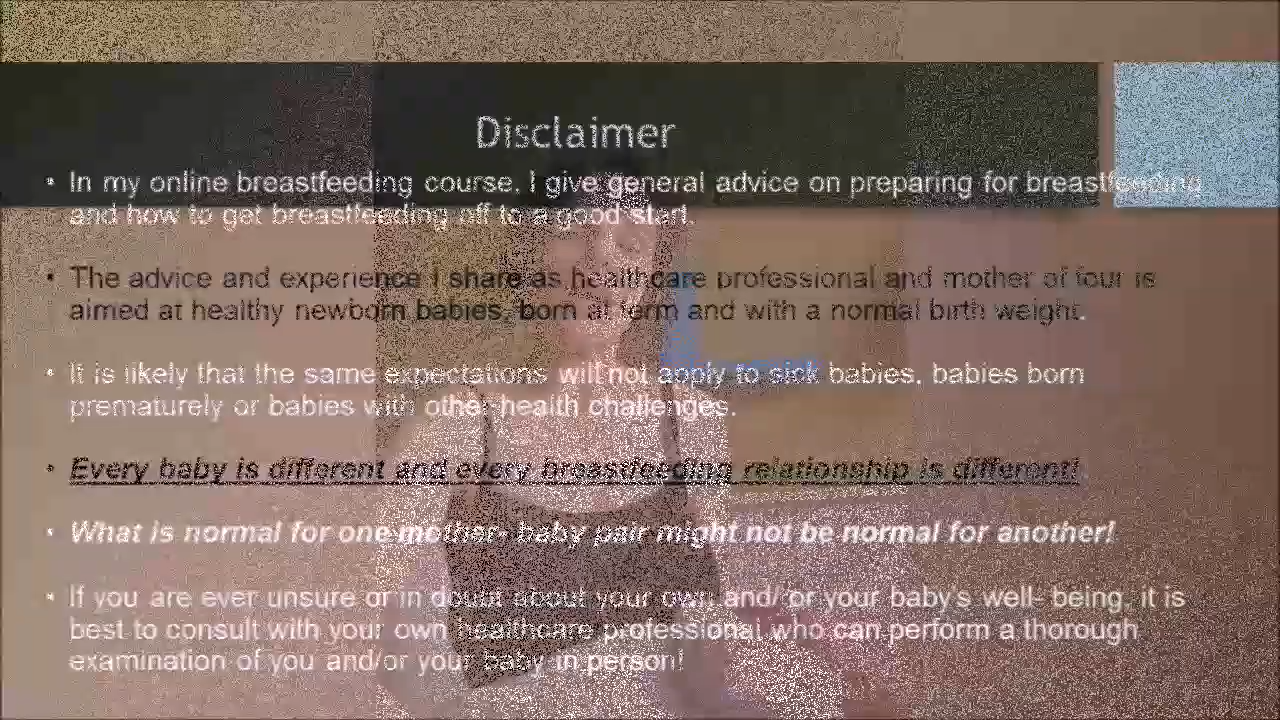 Disclaimer
• In my online breastfeeding course, I give general advice on preparing for breastfeeding
and how to get breastfeeding off to a good start.
• The advice and experience I share as healthcare professional and mother of four is
aimed at healthy newborn babies, born at term and with a normal birth weight.
• It is likely that the same expectations will not apply to sick babies, babies born
prematurely or babies with other health challenges.
• Every baby is different and every breastfeeding relationship is different!
• What is normal for one mother- baby pair might not be normal for another!
• If you are ever unsure or in doubt about your own and/ or your baby's well- being, it is
best to consult with your own healthcare professional who can perform a thorough
examination of you and/or your baby in person!